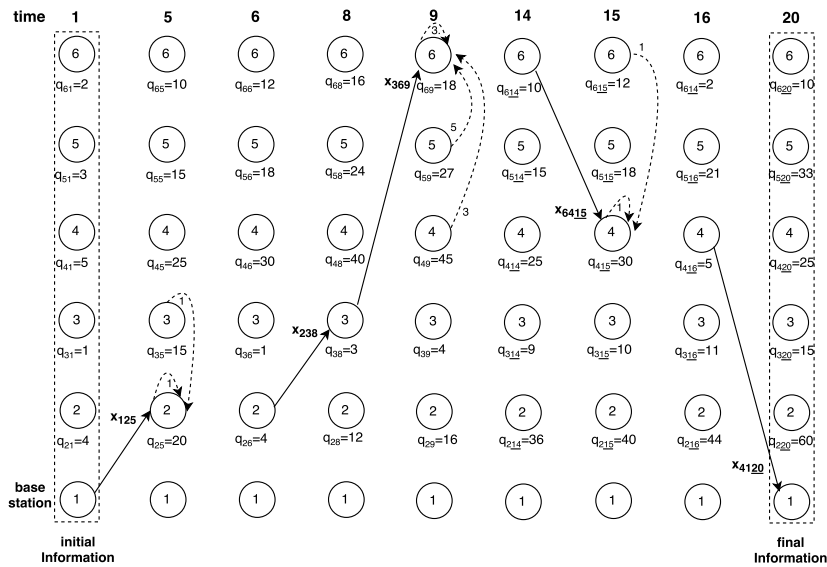 time 1 5 6 8 9 14 15 16 20
3
1
6 6 6 6 6 6 6 6 6
x369
q61=2 q65=10 q66=12 q68=16 q69=18 q614=10 q615=12 q614=2 q620=10
5
5 5 5 5 5 5 5 5 5
q51=3 q55=15 q56=18 q58=24 q59=27 q514=15 q515=18 q516=21 q520=33
3
x6415
1
4 4 4 4 4 4 4 4 4
q41=5 q45=25 q46=30 q48=40 q49=45 q414=25 q415=30 q416=5 q420=25
1
x238
3 3 3 3 3 3 3 3 3
q31=1 q35=15 q36=1 q38=3 q39=4 q314=9 q315=10 q316=11 q320=15
1
x125
2 2 2 2 2 2 2 2 2
q21=4 q25=20 q26=4 q28=12 q29=16 q214=36 q215=40 q216=44 q220=60
x4120
base
station
1 1 1 1 1 1 1 1 1
initial
Information
final
Information